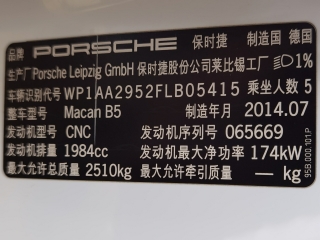 品牌 PORSCHE 保时捷 制造国 德国
生产厂 Porsche Leipzig GmbH 保时捷股份公司莱比锡工厂 1%
车辆识别代号 WP1AA2952FLB05415 乘坐人数 5
整车型号 Macan B5 制造年月 2014.07
发动机型号 CNC 发动机序列号 065669
发动机排量 1984cc 发动机最大净功率 174kW
最大允许总质量 2510kg 最大允许牵引质量 — kg
95B.000.101.P